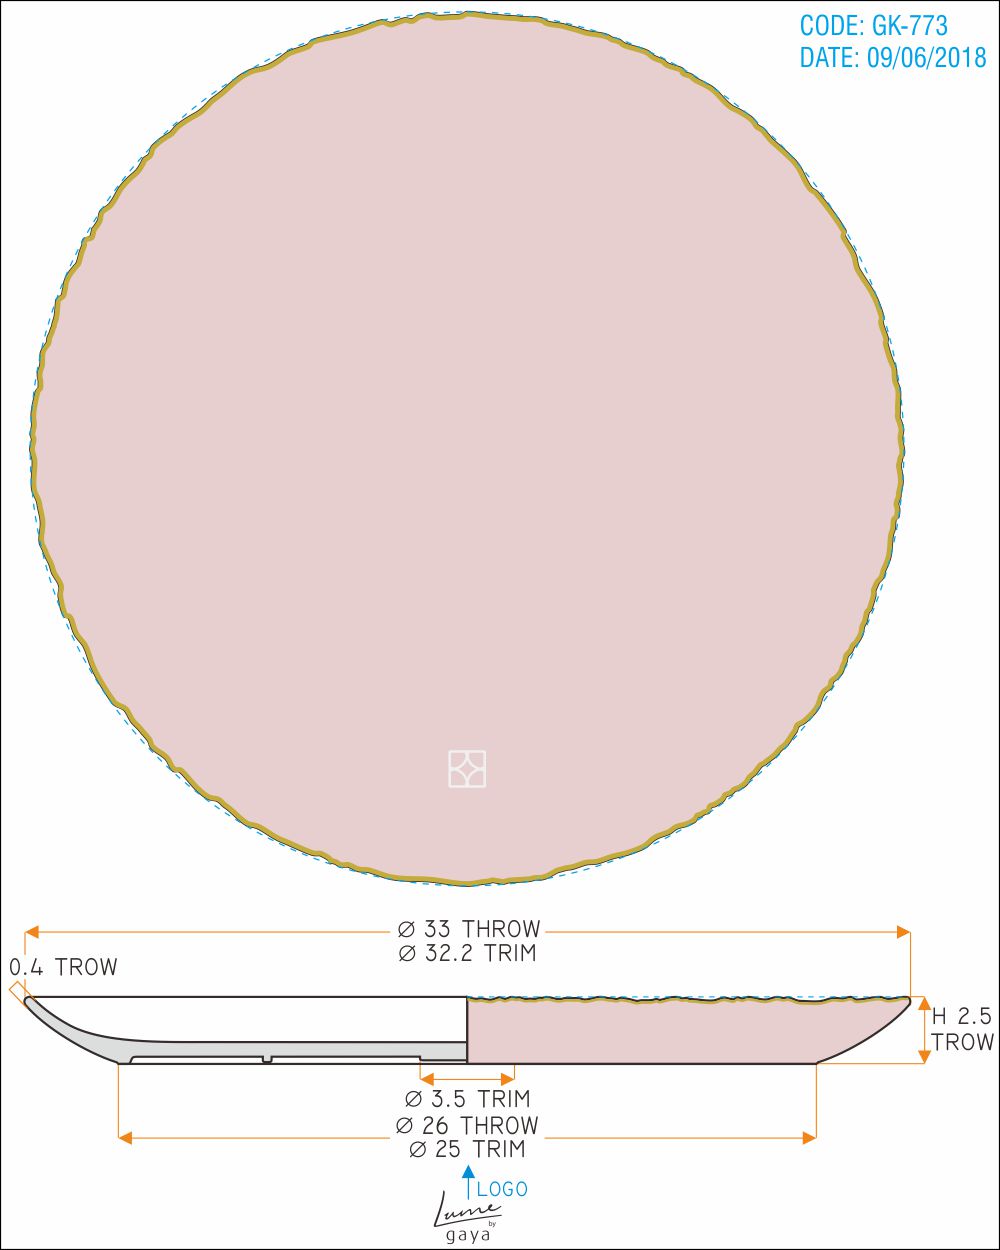 CODE: GK-773
DATE: 09/06/2018
Ø 33 THROW
Ø 32.2 TRIM
0.4 TROW
H 2.5
TROW
Ø 3.5 TRIM
Ø 26 THROW
Ø 25 TRIM
LOGO
Lume
by
gaya